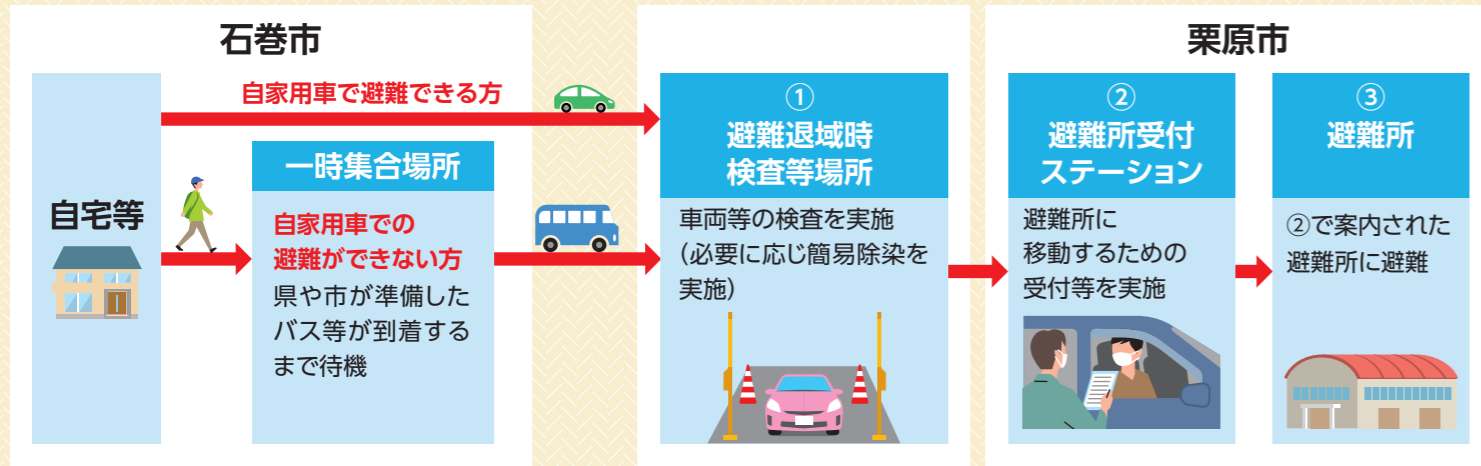 石巻市
自宅等
自家用車で避難できる方
一時集合場所
自家用車での
避難ができない方
県や市が準備した
バス等が到着する
まで待機
①
避難退域時
検査等場所
車両等の検査を実施
(必要に応じ簡易除染を
実施)
栗原市
②
避難所受付
ステーション
避難所に
移動するための
受付等を実施
③
避難所
②で案内された
避難所に避難